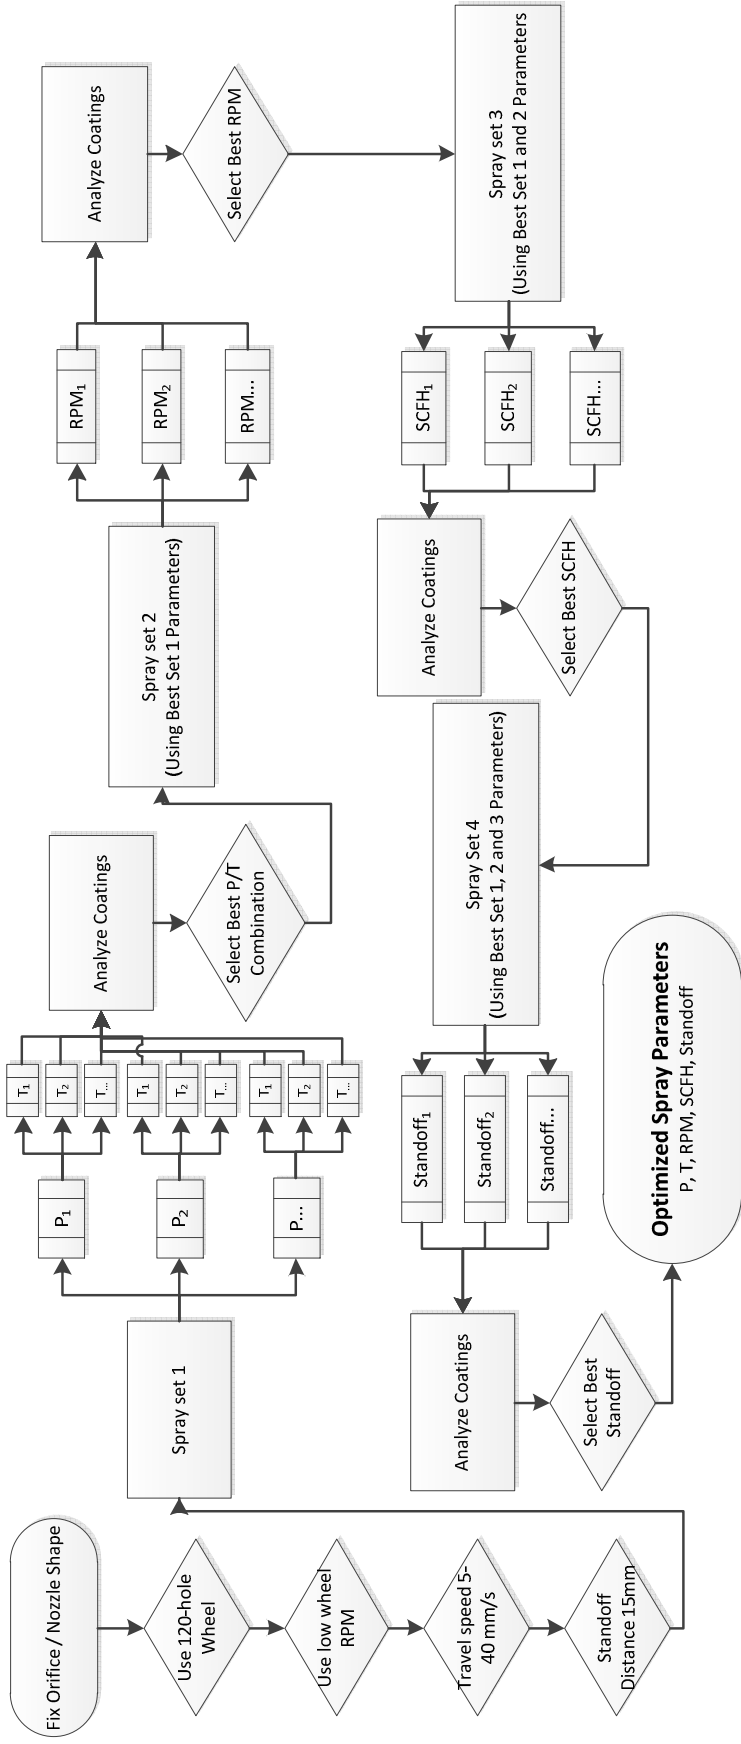 Fix Orifice / Nozzle Shape
Use 120-hole
Wheel
Use low wheel
RPM
Travel speed 5-
40 mm/s
Standoff
Distance 15mm
Spray set 1
P₁
P₂
P...
T₁
T₂
T...
T₁
T₂
T...
T₁
T₂
T...
Analyze Coatings
Select Best P/T
Combination
Spray set 2
(Using Best Set 1 Parameters)
RPM₁
RPM₂
RPM...
Analyze Coatings
Select Best RPM
Spray set 3
(Using Best Set 1 and 2 Parameters)
SCFH₁
SCFH₂
SCFH...
Analyze Coatings
Select Best SCFH
Spray Set 4
(Using Best Set 1, 2 and 3 Parameters)
Standoff₁
Standoff₂
Standoff...
Analyze Coatings
Select Best
Standoff
Optimized Spray Parameters
P, T, RPM, SCFH, Standoff